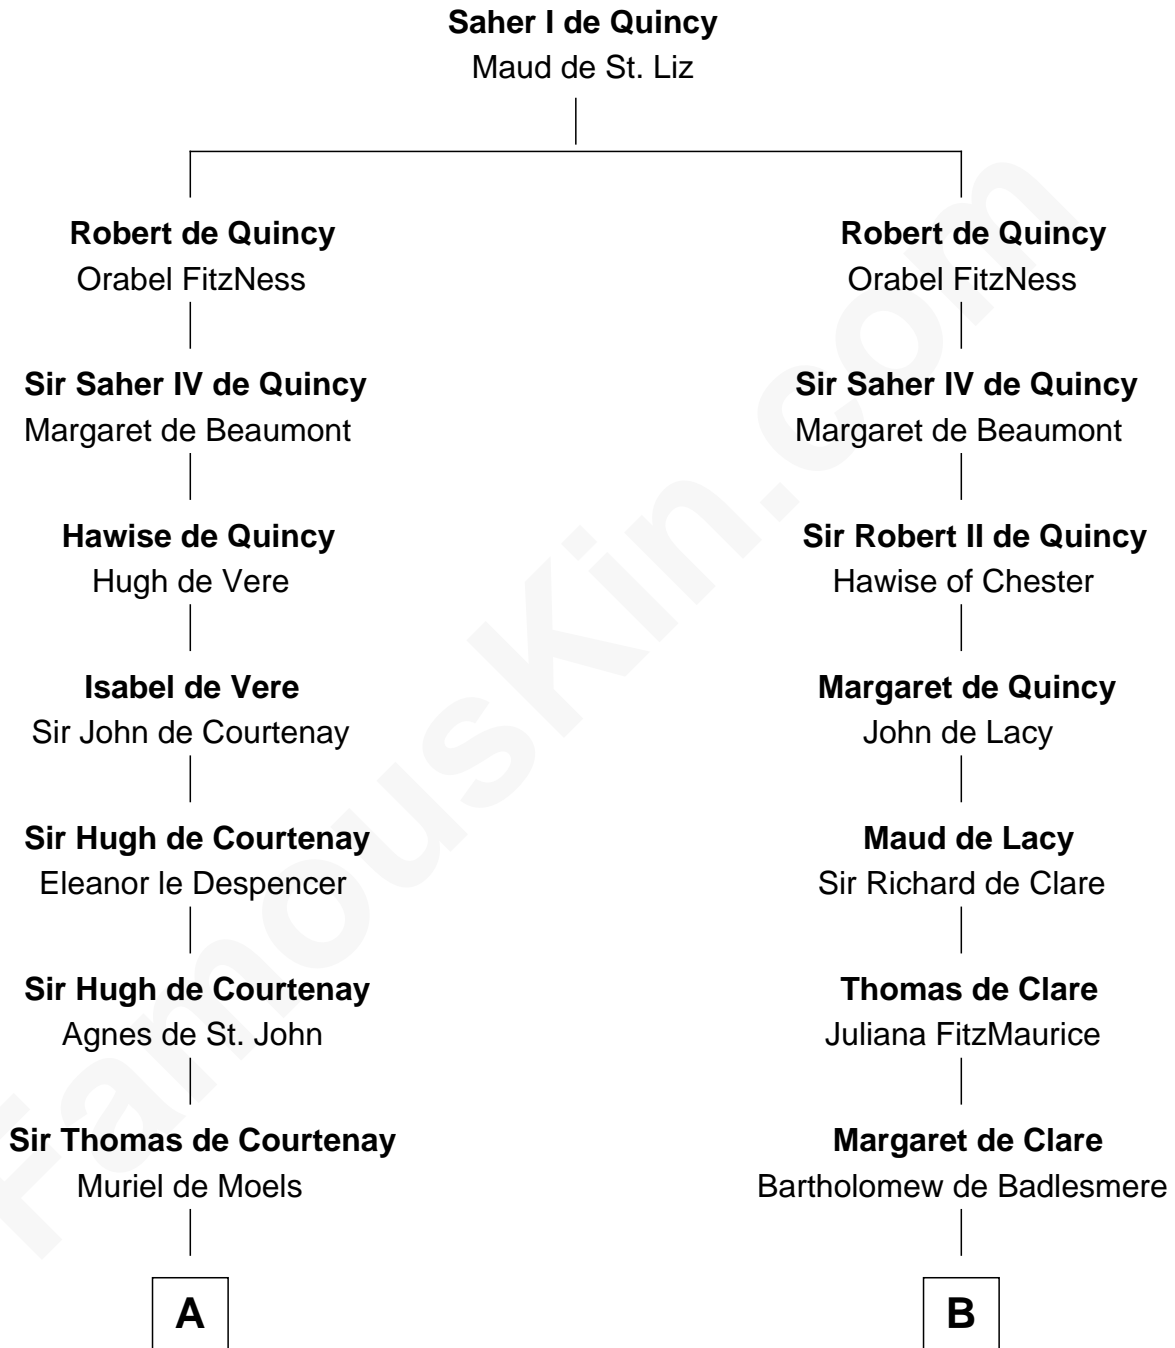 Saher I de Quincy
Maud de St. Liz
Robert de Quincy
Orabel FitzNess
Sir Saher IV de Quincy
Margaret de Beaumont
Hawise de Quincy
Hugh de Vere
Isabel de Vere
Sir John de Courtenay
Sir Hugh de Courtenay
Eleanor le Despencer
Sir Hugh de Courtenay
Agnes de St. John
Sir Thomas de Courtenay
Muriel de Moels
A
Robert de Quincy
Orabel FitzNess
Sir Saher IV de Quincy
Margaret de Beaumont
Sir Robert II de Quincy
Hawise of Chester
Margaret de Quincy
John de Lacy
Maud de Lacy
Sir Richard de Clare
Thomas de Clare
Juliana FitzMaurice
Margaret de Clare
Bartholomew de Badlesmere
B
FamousKin.com